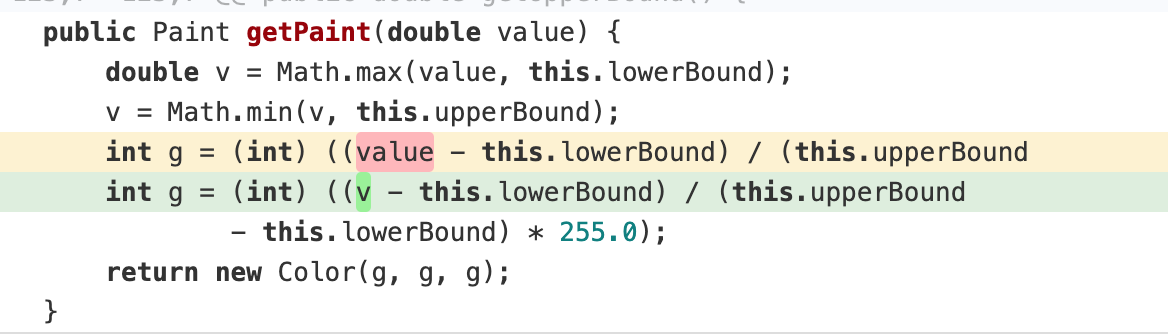 public Paint getPaint(double value) {
double v = Math.max(value, this.lowerBound);
v = Math.min(v, this.upperBound);
int g = (int) ((value - this.lowerBound) / (this.upperBound
int g = (int) ((v - this.lowerBound) / (this.upperBound
- this.lowerBound) * 255.0);
return new Color(g, g, g);
}